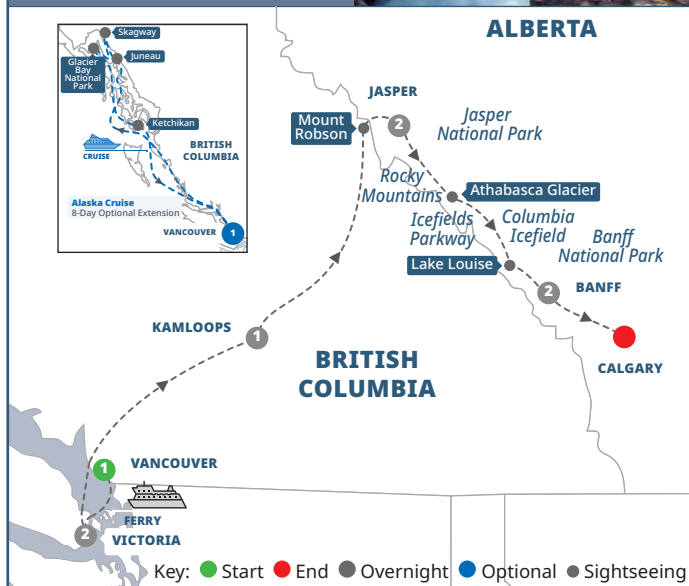 Skagway
Glacier
Bay
National
Park
Juneau
Ketchikan
CRUISE
BRITISH
COLUMBIA
Alaska Cruise
8-Day Optional Extension
VANCOUVER
1
ALBERTA
JASPER
2
Mount
Robson
Jasper
National Park
Rocky
Mountains
Athabasca Glacier
Icefields
Parkway
Columbia
Icefield
Banff
National Park
Lake Louise
2
BANFF
CALGARY
KAMLOOPS
1
BRITISH
COLUMBIA
1
VANCOUVER
FERRY
2
VICTORIA
Key: Start End Overnight Optional Sightseeing